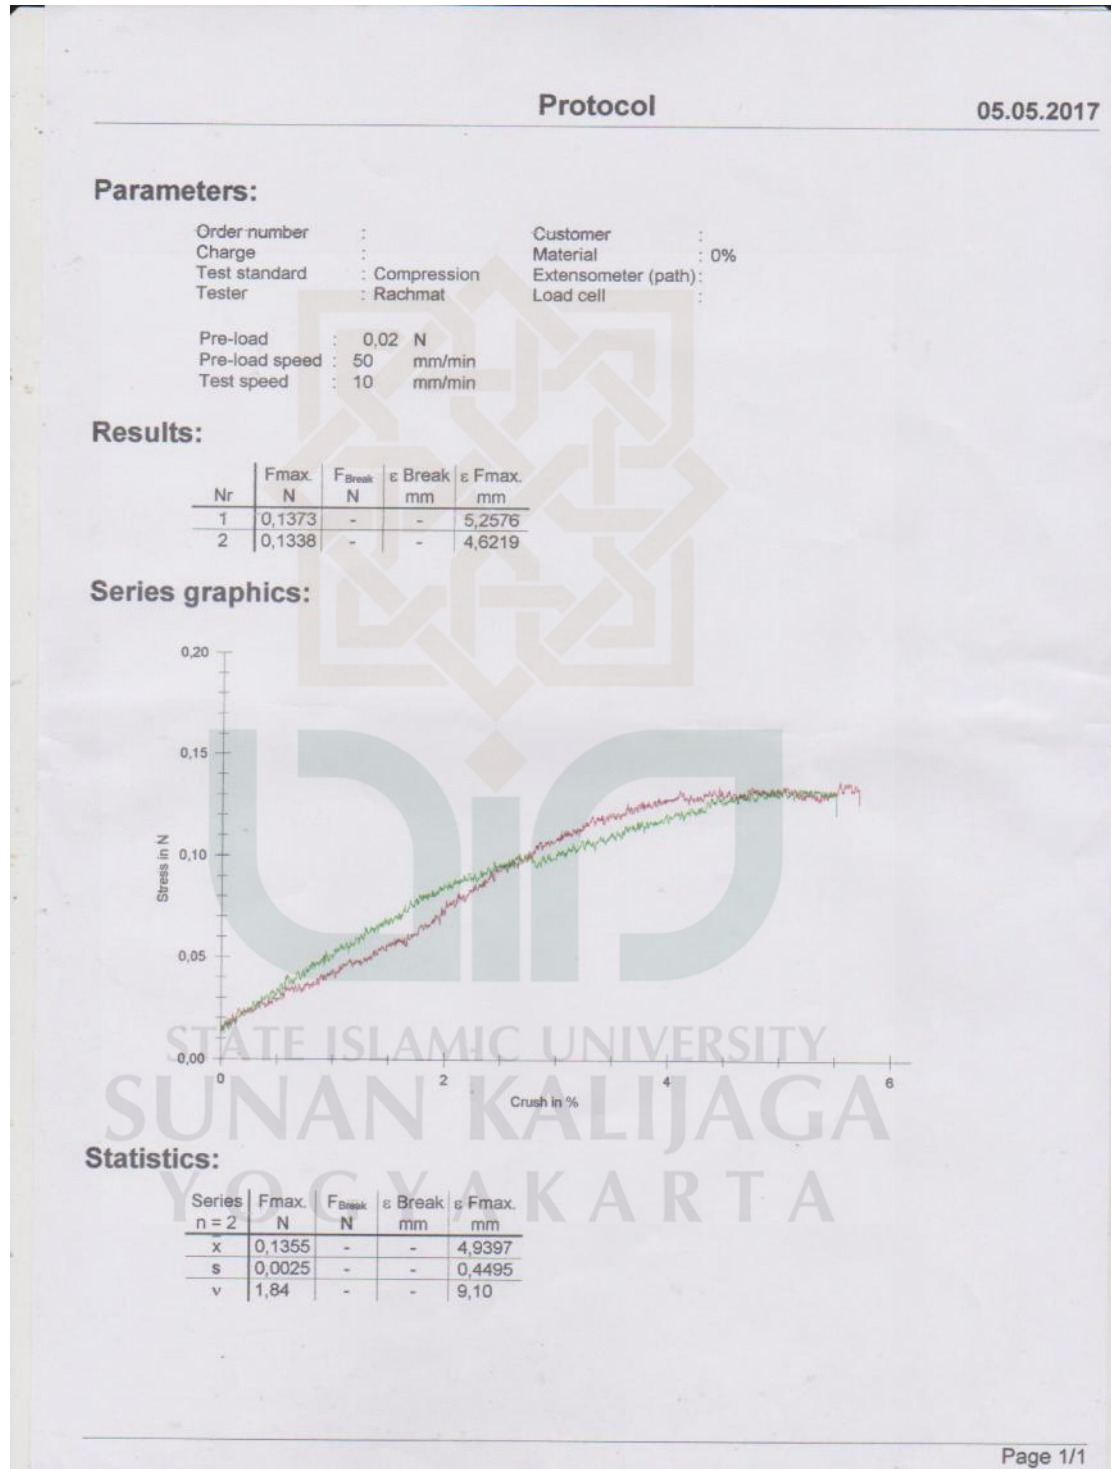 Protocol 05.05.2017
Parameters:
Order number : Customer :
Charge : Material : 0%
Test standard : Compression Extensometer (path) :
Tester : Rachmat Load cell :
Pre-load : 0,02 N
Pre-load speed : 50 mm/min
Test speed : 10 mm/min
Results:
Fmax. FBreak ε Break ε Fmax.
Nr N N mm mm
1 0,1373 - - 5,2576
2 0,1338 - - 4,6219
Series graphics:
0,20
0,15
0,10
0,05
0,00
Stress in N
0 2 4 6
Crush in %
STATE ISLAMIC UNIVERSITY
SUNAN KALIJAGA
YOGYAKARTA
Statistics:
Series Fmax. FBreak ε Break ε Fmax.
n = 2 N N mm mm
x̄ 0,1355 - - 4,9397
s 0,0025 - - 0,4495
ν 1,84 - - 9,10
Page 1/1